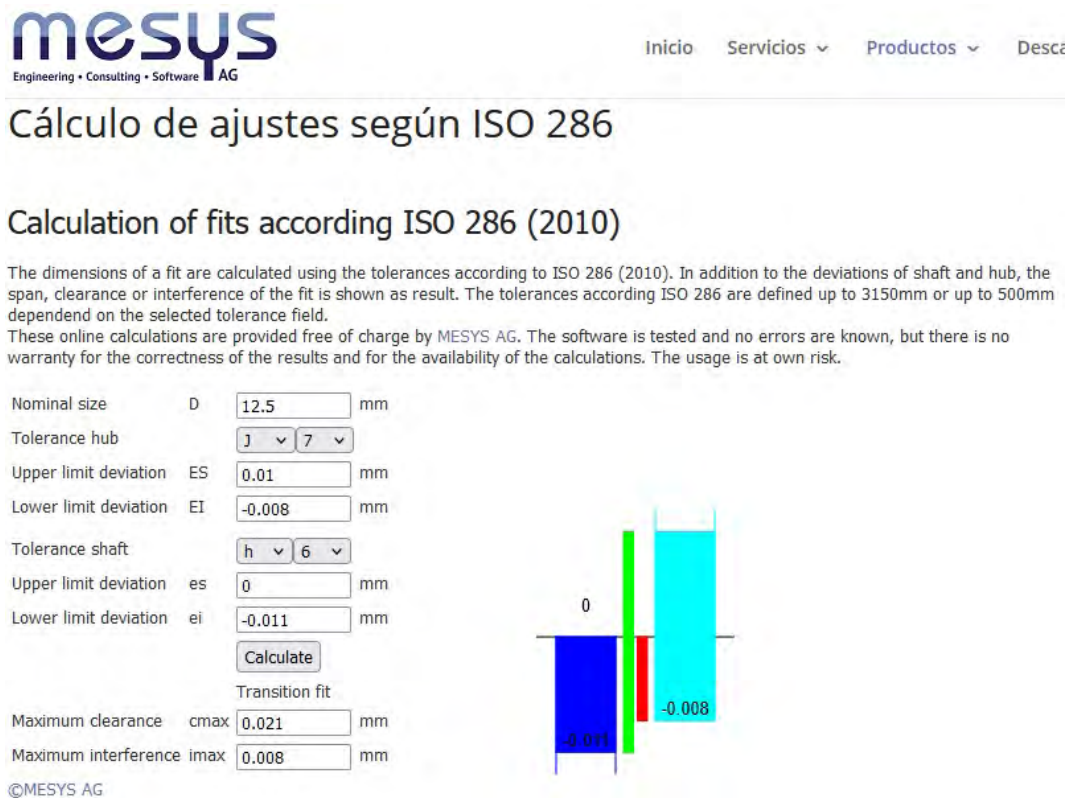 mesys
Engineering • Consulting • Software AG
Inicio Servicios Productos Desca
Cálculo de ajustes según ISO 286
Calculation of fits according ISO 286 (2010)
The dimensions of a fit are calculated using the tolerances according to ISO 286 (2010). In addition to the deviations of shaft and hub, the
span, clearance or interference of the fit is shown as result. The tolerances according ISO 286 are defined up to 3150mm or up to 500mm
dependend on the selected tolerance field.
These online calculations are provided free of charge by MESYS AG. The software is tested and no errors are known, but there is no
warranty for the correctness of the results and for the availability of the calculations. The usage is at own risk.
Nominal size D 12.5 mm
Tolerance hub J 7
Upper limit deviation ES 0.01 mm
Lower limit deviation EI -0.008 mm
Tolerance shaft h 6
Upper limit deviation es 0 mm
Lower limit deviation ei -0.011 mm
Calculate
Transition fit
Maximum clearance cmax 0.021 mm
Maximum interference imax 0.008 mm
©MESYS AG
0
-0.008
-0.011